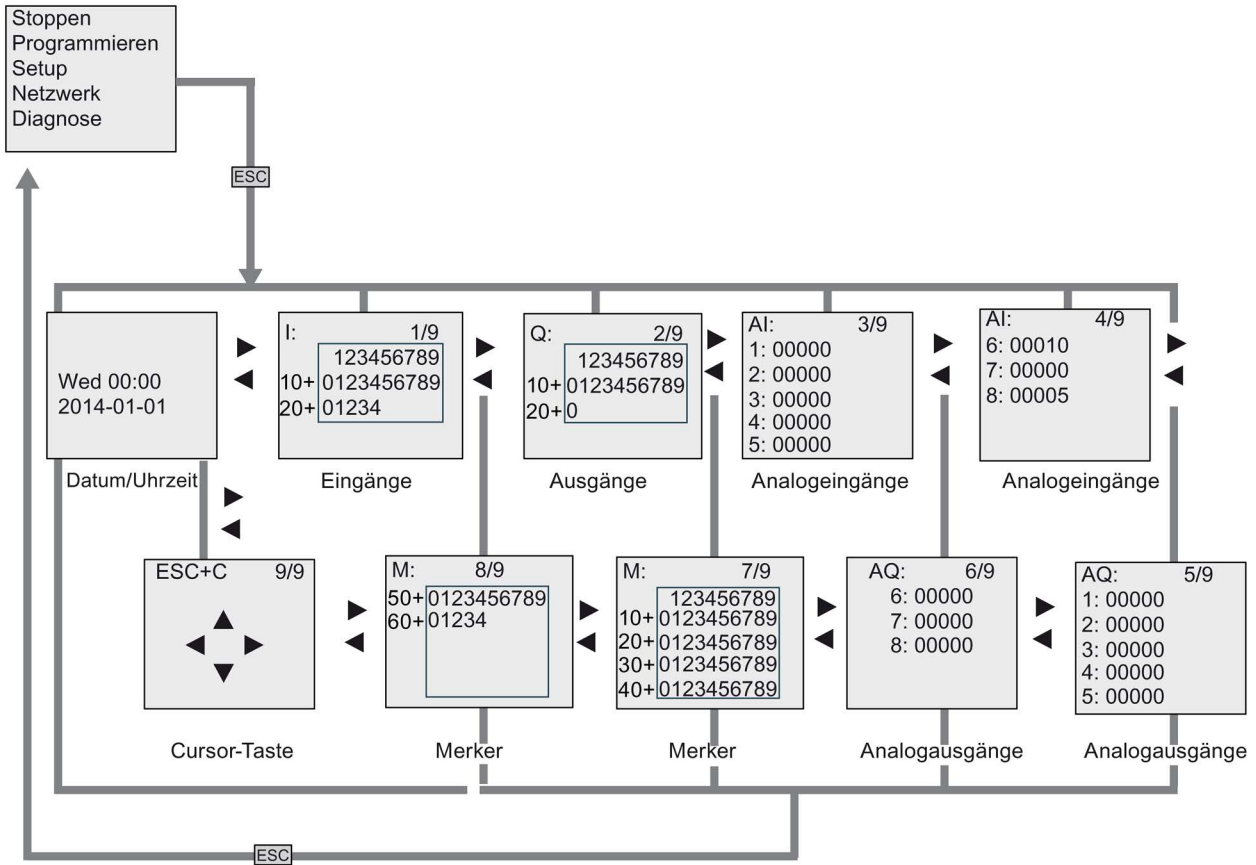 Stoppen
Programmieren
Setup
Netzwerk
Diagnose
ESC
Wed 00:00
2014-01-01
Datum/Uhrzeit
I: 1/9
123456789
10+0123456789
20+01234
Eingänge
Q: 2/9
123456789
10+0123456789
20+0
Ausgänge
AI: 3/9
1: 00000
2: 00000
3: 00000
4: 00000
5: 00000
Analogeingänge
AI: 4/9
6: 00010
7: 00000
8: 00005
Analogeingänge
ESC+C 9/9
Cursor-Taste
M: 8/9
50+0123456789
60+01234
Merker
M: 7/9
123456789
10+0123456789
20+0123456789
30+0123456789
40+0123456789
Merker
AQ: 6/9
6: 00000
7: 00000
8: 00000
Analogausgänge
AQ: 5/9
1: 00000
2: 00000
3: 00000
4: 00000
5: 00000
Analogausgänge
ESC